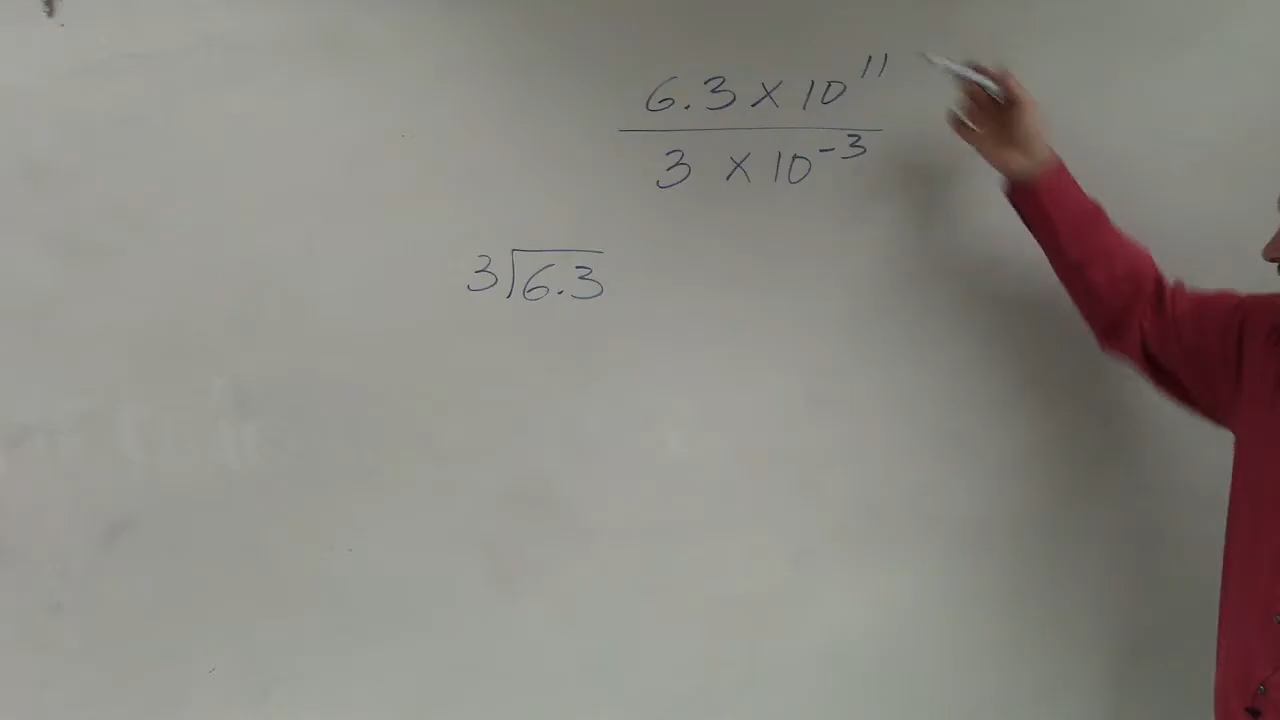 6.3 × 10¹¹
3 × 10⁻³
3⟌6.3